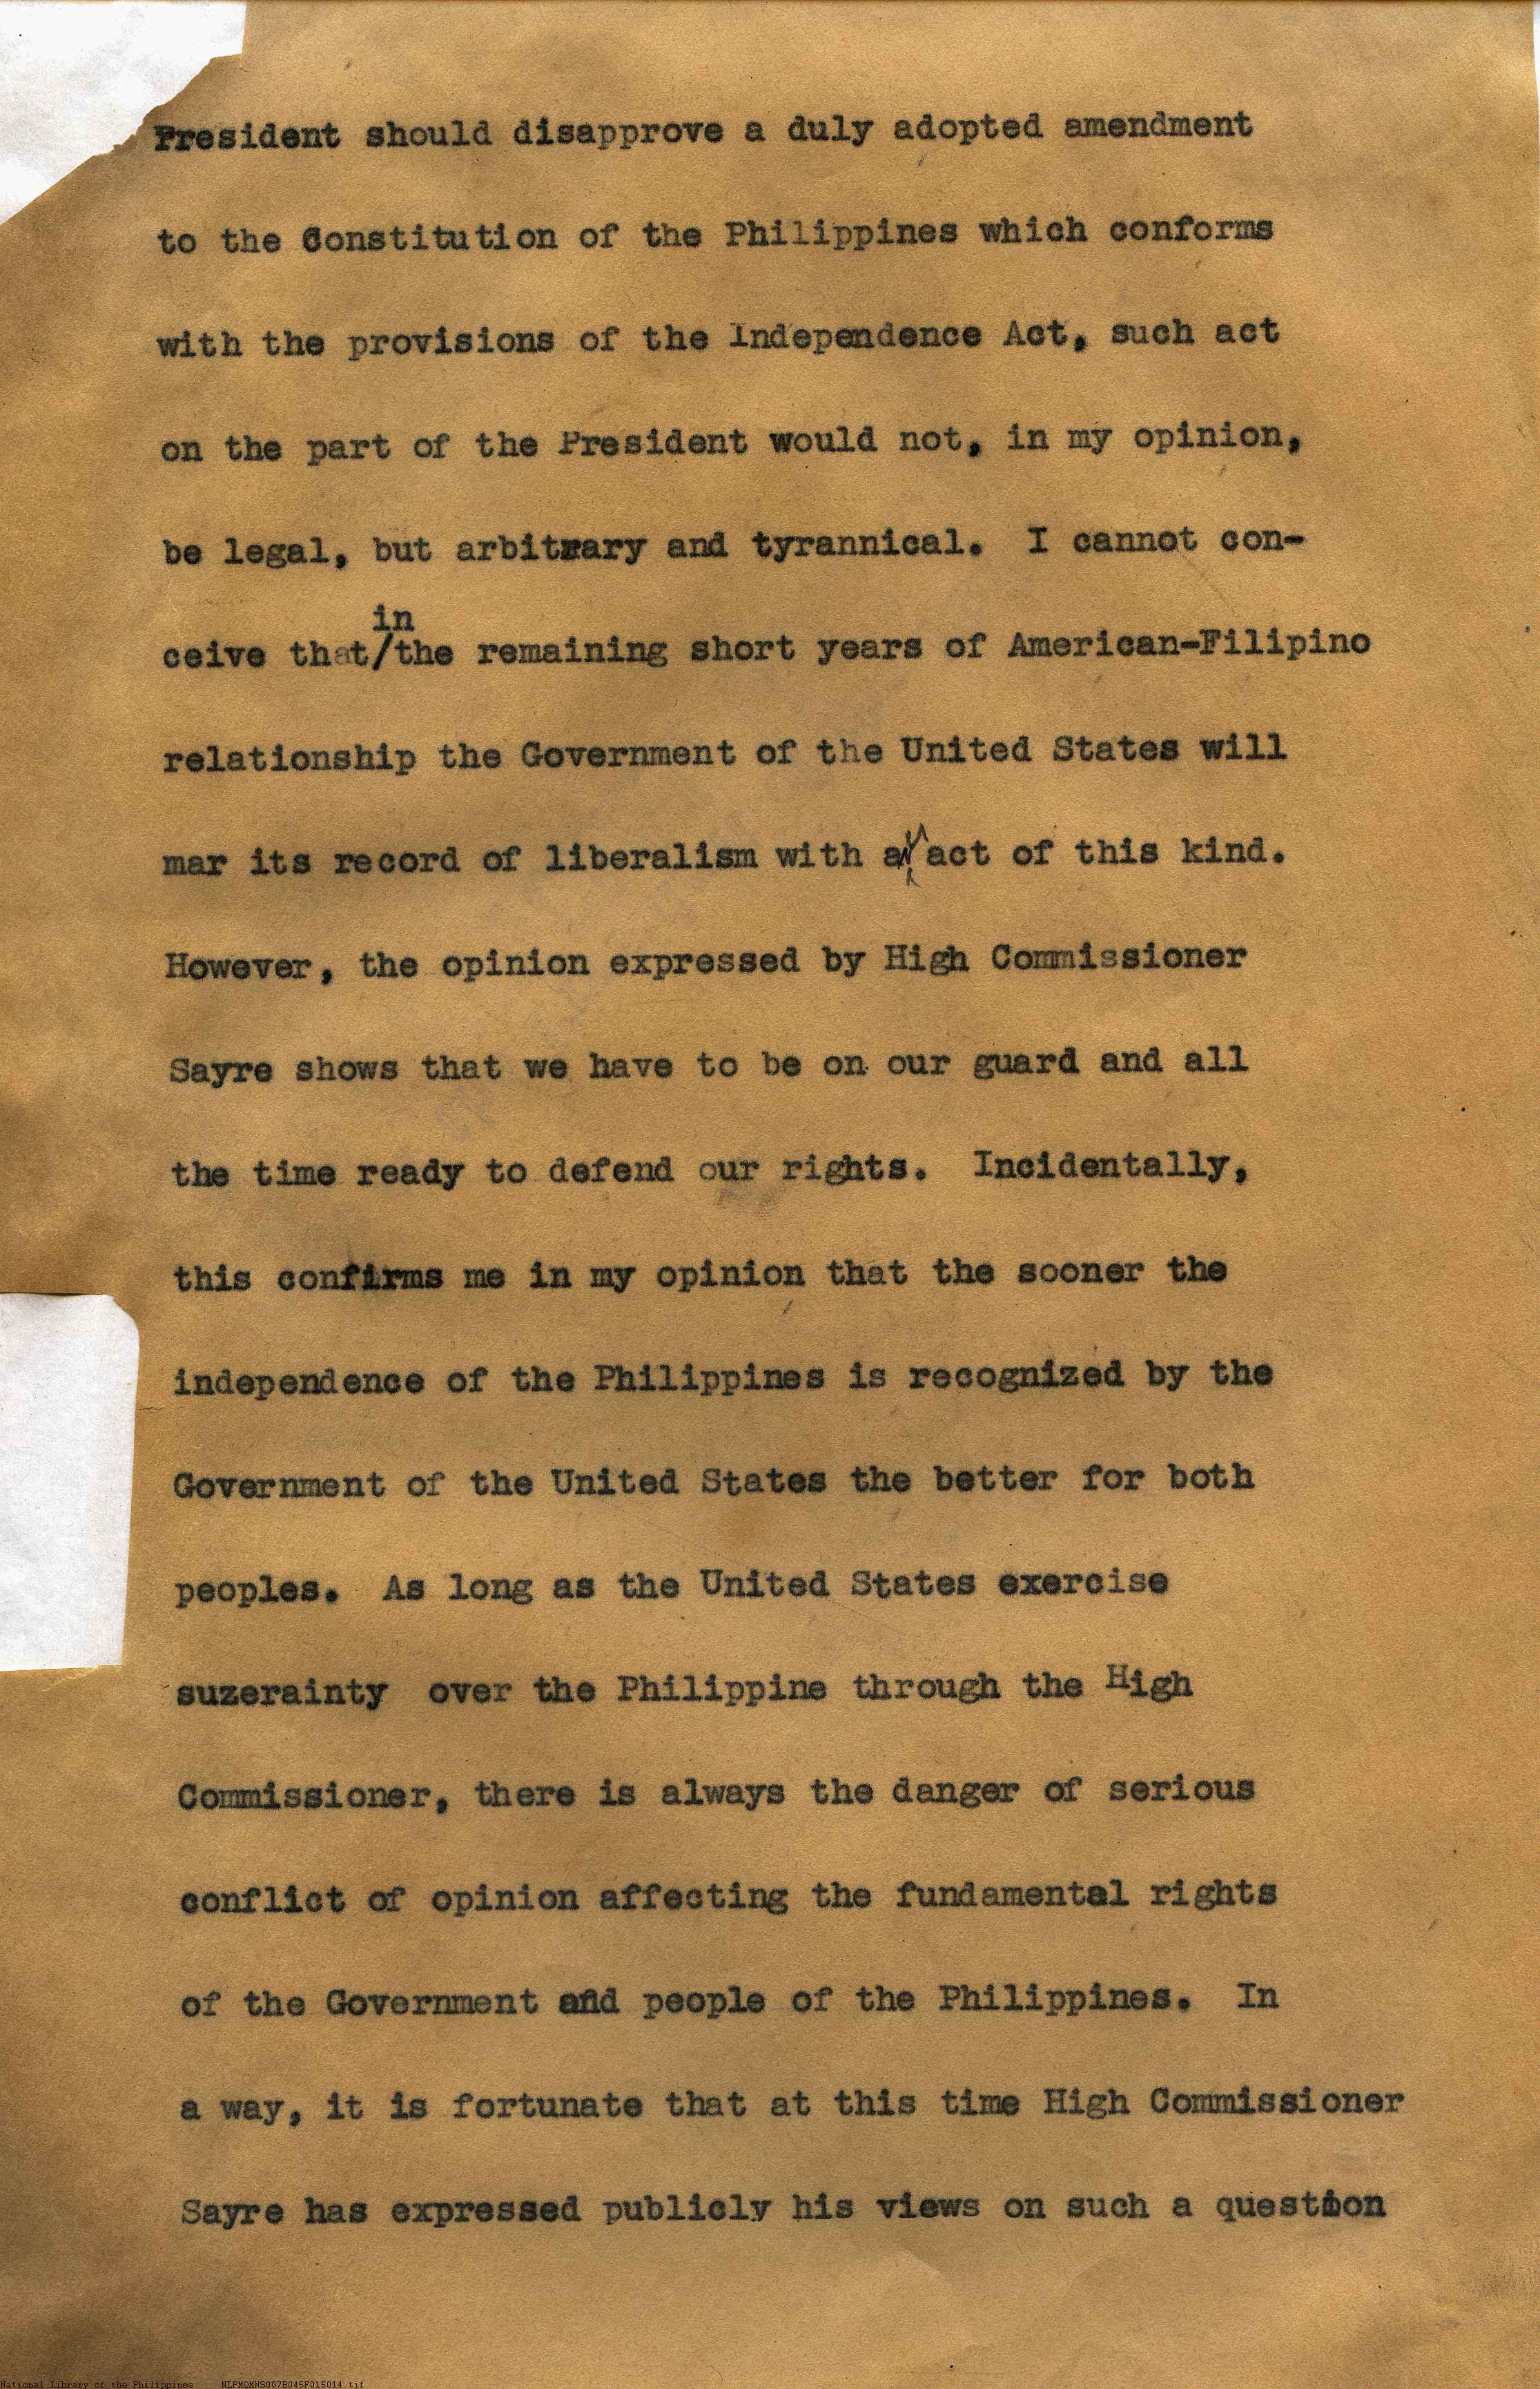 President should disapprove a duly adopted amendment
to the Constitution of the Philippines which conforms
with the provisions of the Independence Act, such act
on the part of the President would not, in my opinion,
be legal, but arbitrary and tyrannical. I cannot con-
in
ceive that/the remaining short years of American-Filipino
relationship the Government of the United States will
mar its record of liberalism with any act of this kind.
However, the opinion expressed by High Commissioner
Sayre shows that we have to be on our guard and all
the time ready to defend our rights. Incidentally,
this confirms me in my opinion that the sooner the
independence of the Philippines is recognized by the
Government of the United States the better for both
peoples. As long as the United States exercise
suzerainty over the Philippine through the High
Commissioner, there is always the danger of serious
conflict of opinion affecting the fundamental rights
of the Government and people of the Philippines. In
a way, it is fortunate that at this time High Commissioner
Sayre has expressed publicly his views on such a question
National Library of the Philippines NLPMQMNS007B045F015014.tif